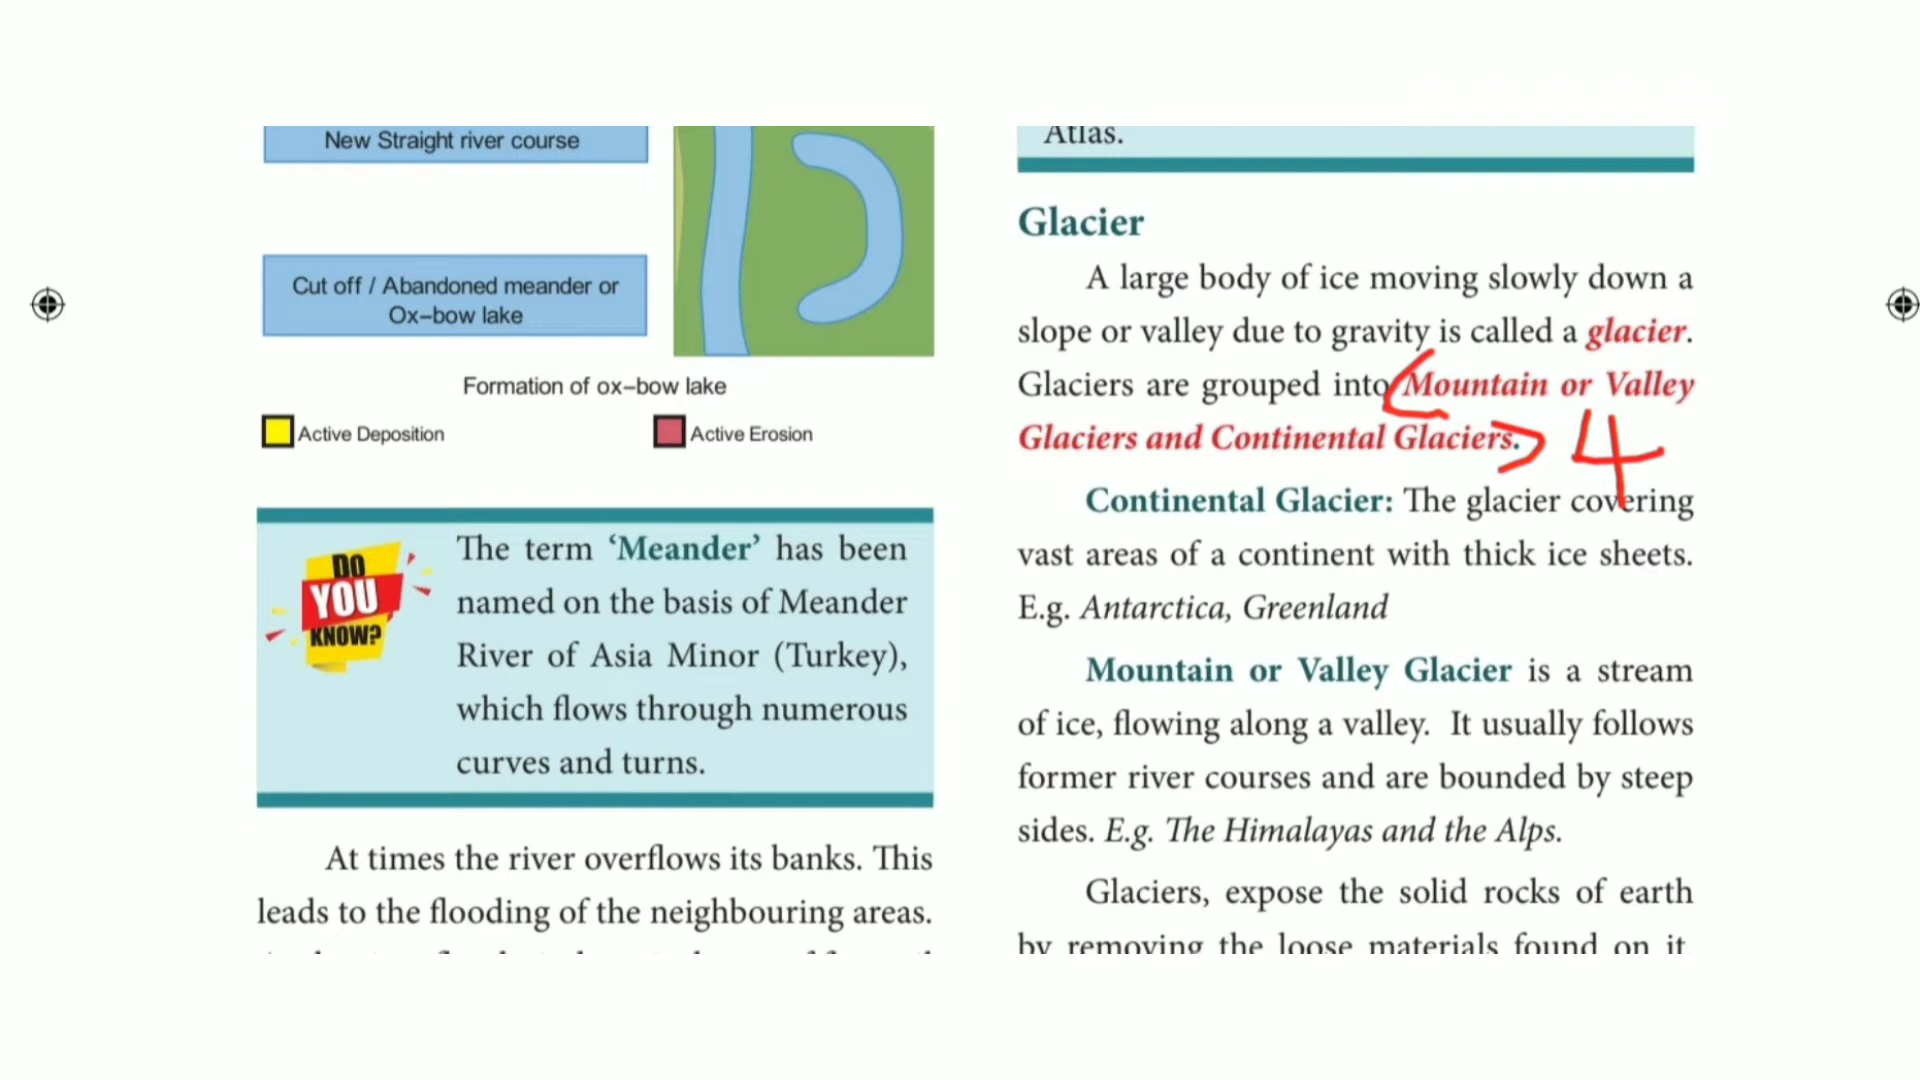 New Straight river course
Cut off / Abandoned meander or
Ox–bow lake
Formation of ox–bow lake
Active Deposition
Active Erosion
DO
YOU
KNOW?
The term ‘Meander’ has been
named on the basis of Meander
River of Asia Minor (Turkey),
which flows through numerous
curves and turns.
At times the river overflows its banks. This
leads to the flooding of the neighbouring areas.
Atlas.
Glacier
A large body of ice moving slowly down a
slope or valley due to gravity is called a glacier.
Glaciers are grouped into Mountain or Valley
Glaciers and Continental Glaciers.
4
Continental Glacier: The glacier covering
vast areas of a continent with thick ice sheets.
E.g. Antarctica, Greenland
Mountain or Valley Glacier is a stream
of ice, flowing along a valley. It usually follows
former river courses and are bounded by steep
sides. E.g. The Himalayas and the Alps.
Glaciers, expose the solid rocks of earth
by removing the loose materials found on it.